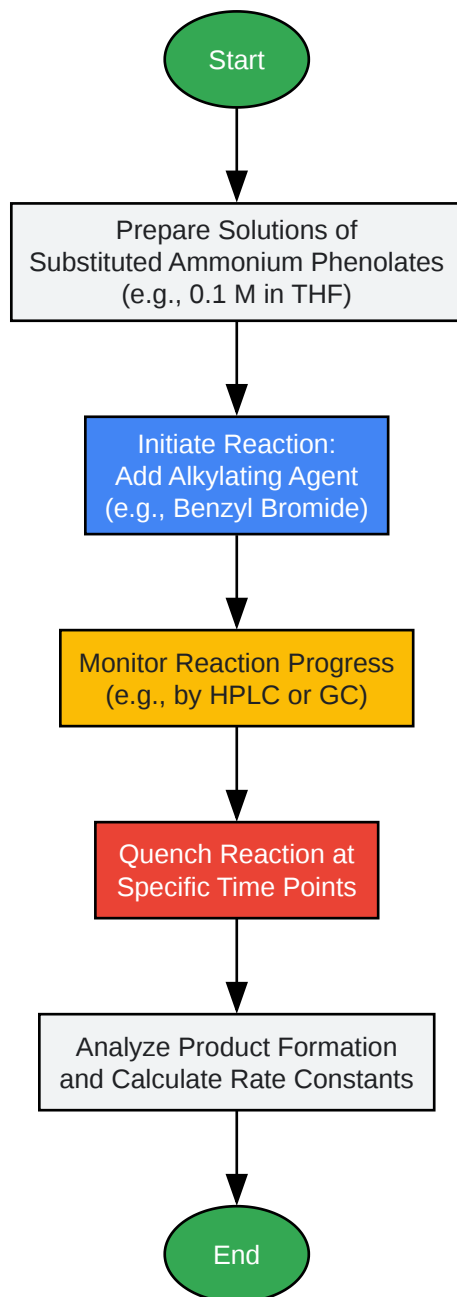 Start
Prepare Solutions of
Substituted Ammonium Phenolates
(e.g., 0.1 M in THF)
Initiate Reaction:
Add Alkylating Agent
(e.g., Benzyl Bromide)
Monitor Reaction Progress
(e.g., by HPLC or GC)
Quench Reaction at
Specific Time Points
Analyze Product Formation
and Calculate Rate Constants
End